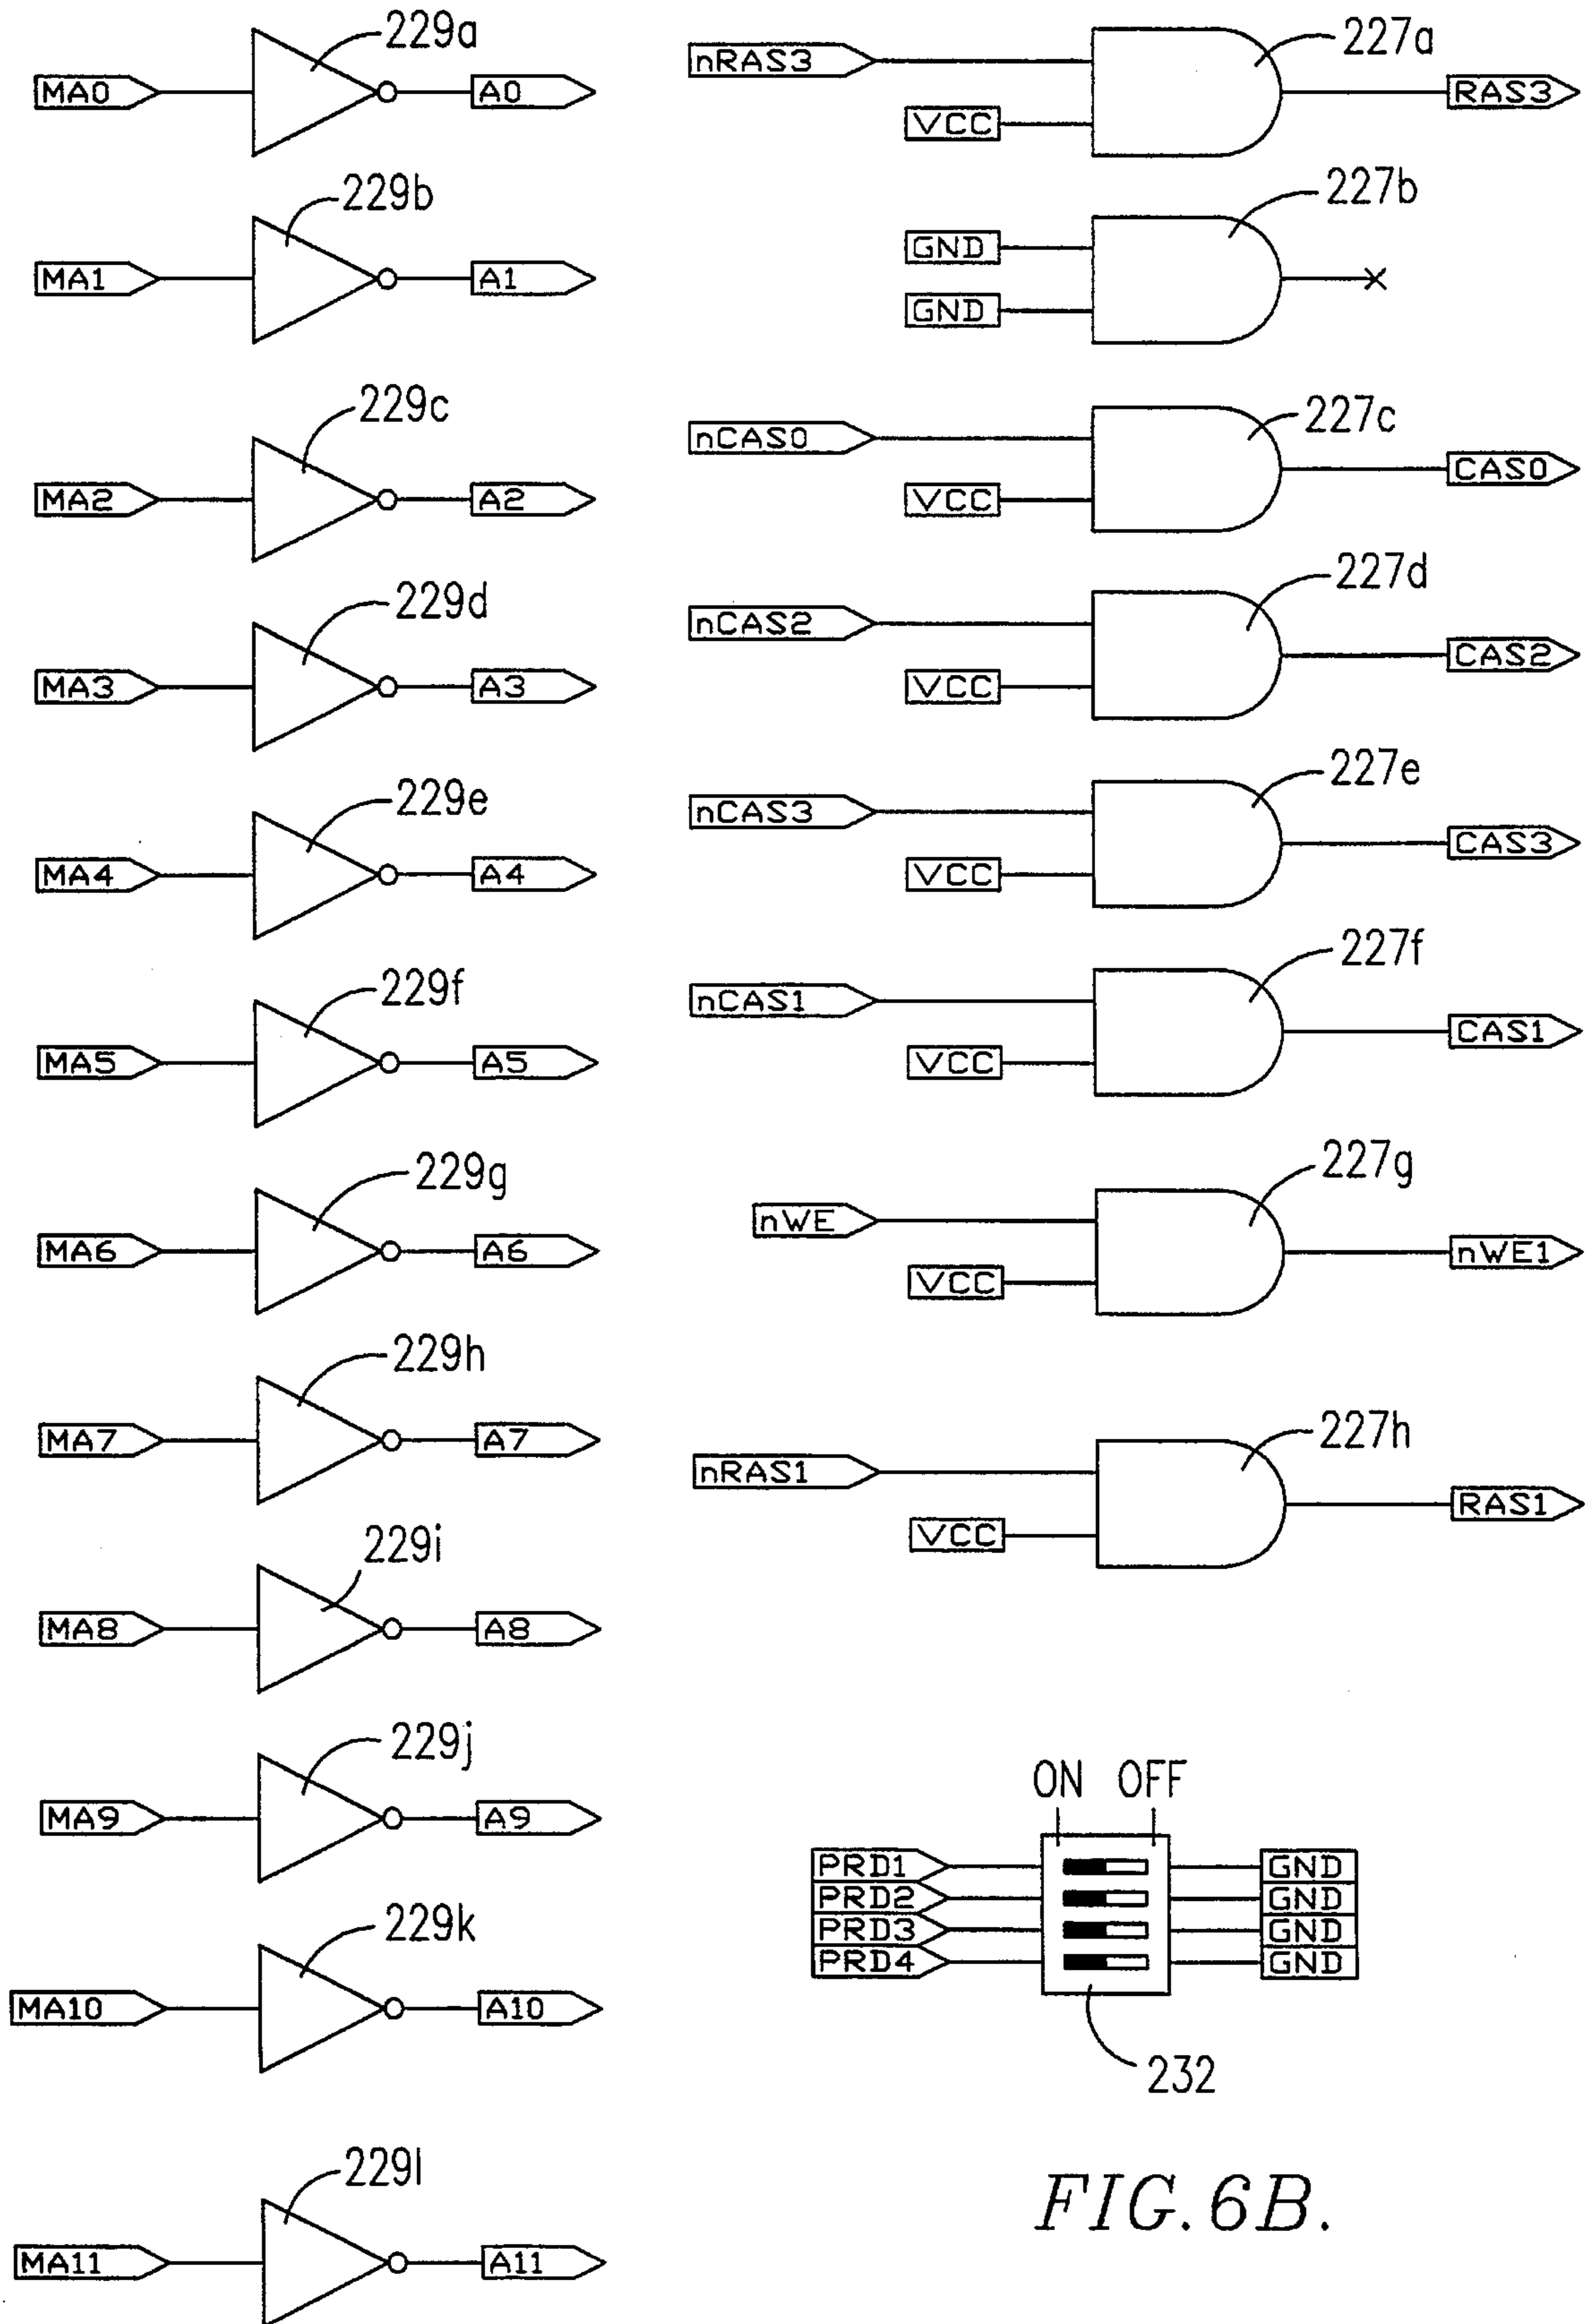 229a
MA0
A0
229b
MA1
A1
229c
MA2
A2
229d
MA3
A3
229e
MA4
A4
229f
MA5
A5
229g
MA6
A6
229h
MA7
A7
229i
MA8
A8
229j
MA9
A9
229k
MA10
A10
229l
MA11
A11
227a
nRAS3
VCC
RAS3
227b
GND
GND
227c
nCAS0
VCC
CAS0
227d
nCAS2
VCC
CAS2
227e
nCAS3
VCC
CAS3
227f
nCAS1
VCC
CAS1
227g
nWE
VCC
nWE1
227h
nRAS1
VCC
RAS1
ON OFF
PRD1 GND
PRD2 GND
PRD3 GND
PRD4 GND
232
FIG. 6B.